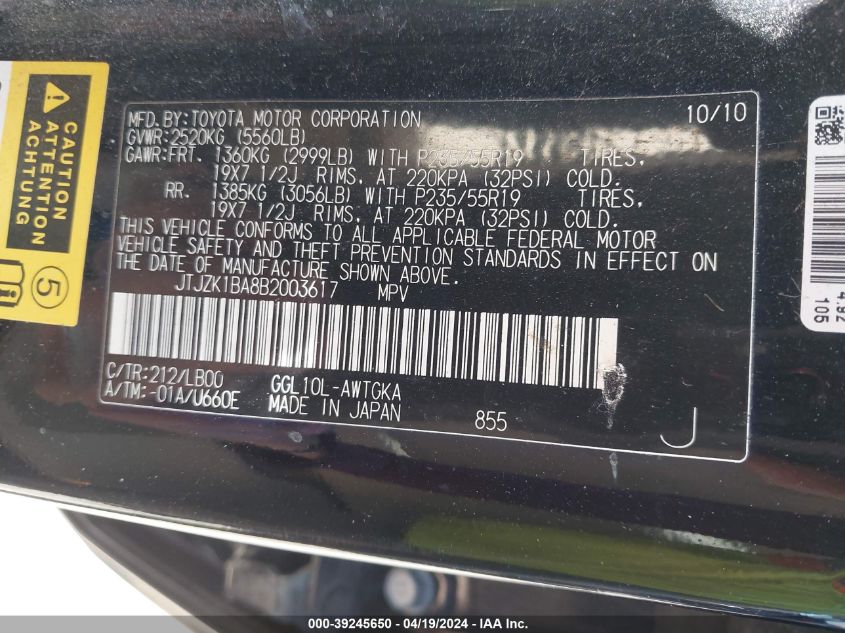 MFD.BY:TOYOTA MOTOR CORPORATION 10/10
GVWR:2520KG (5560LB)
GAWR:FRT. 1360KG (2999LB) WITH P235/55R19 TIRES,
19X7 1/2J RIMS, AT 220KPA (32PSI) COLD.
RR. 1385KG (3056LB) WITH P235/55R19 TIRES,
19X7 1/2J RIMS, AT 220KPA (32PSI) COLD.
THIS VEHICLE CONFORMS TO ALL APPLICABLE FEDERAL MOTOR
VEHICLE SAFETY AND THEFT PREVENTION STANDARDS IN EFFECT ON
THE DATE OF MANUFACTURE SHOWN ABOVE.
JTJZK1BA8B2003617 MPV
C/TR:212/LB00 GGL10L-AWTGKA
A/TM:-01A/U660E MADE IN JAPAN 855 J
CAUTION
ACHTUNG
5
4.92
105
000-39245650 - 04/19/2024 - IAA Inc.